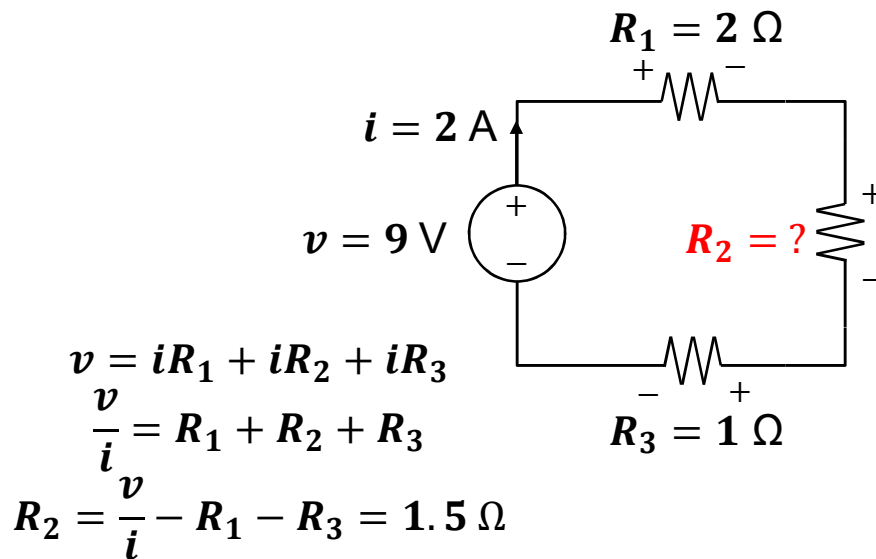 R₁ = 2 Ω
+ −
i = 2 A
+
v = 9 V
−
R₂ = ?
+
−
v = iR₁ + iR₂ + iR₃
− +
v/i = R₁ + R₂ + R₃
R₃ = 1 Ω
R₂ = v/i − R₁ − R₃ = 1.5 Ω